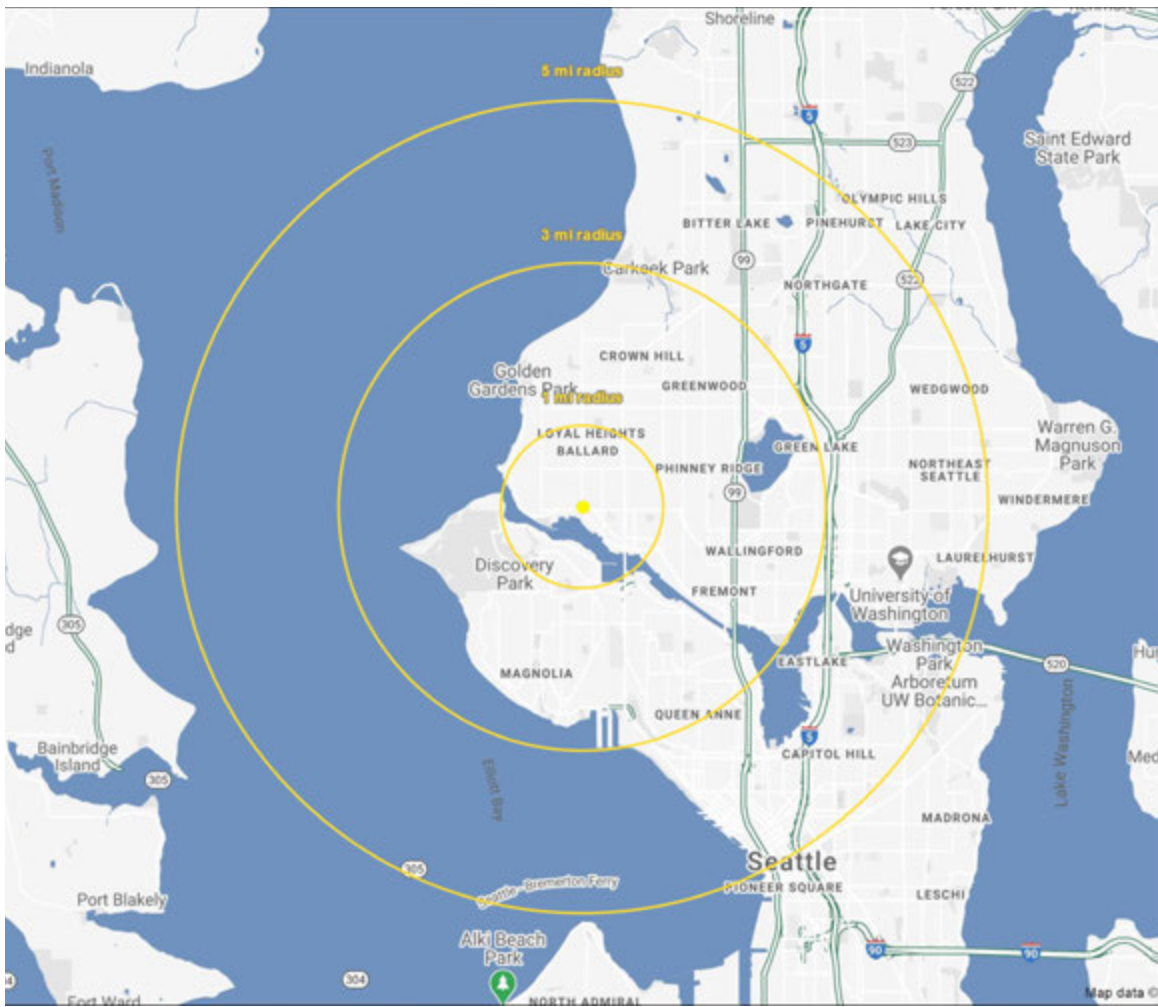 Shoreline
Indianola
5 mi radius
522
5
523
Saint Edward
State Park
Port Madison
OLYMPIC HILLS
BITTER LAKE
PINEHURST
LAKE CITY
3 mi radius
99
Carkeek Park
522
NORTHGATE
5
CROWN HILL
Golden
Gardens Park
GREENWOOD
WEDGWOOD
1 mi radius
LOYAL HEIGHTS
BALLARD
GREEN LAKE
Warren G.
Magnuson
Park
PHINNEY RIDGE
NORTHEAST
SEATTLE
99
WINDERMERE
WALLINGFORD
LAURELHURST
Discovery
Park
FREMONT
University of
Washington
305
Washington
Park
Arboretum
UW Botanic...
EASTLAKE
520
MAGNOLIA
QUEEN ANNE
5
Bainbridge
Island
305
CAPITOL HILL
Elliott Bay
Lake Washington
MADRONA
305
Seattle
Seattle - Bremerton Ferry
PIONEER SQUARE
LESCHI
Port Blakely
Alki Beach
Park
90
90
304
NORTH ADMIRAL
Fort Ward
Map data ©